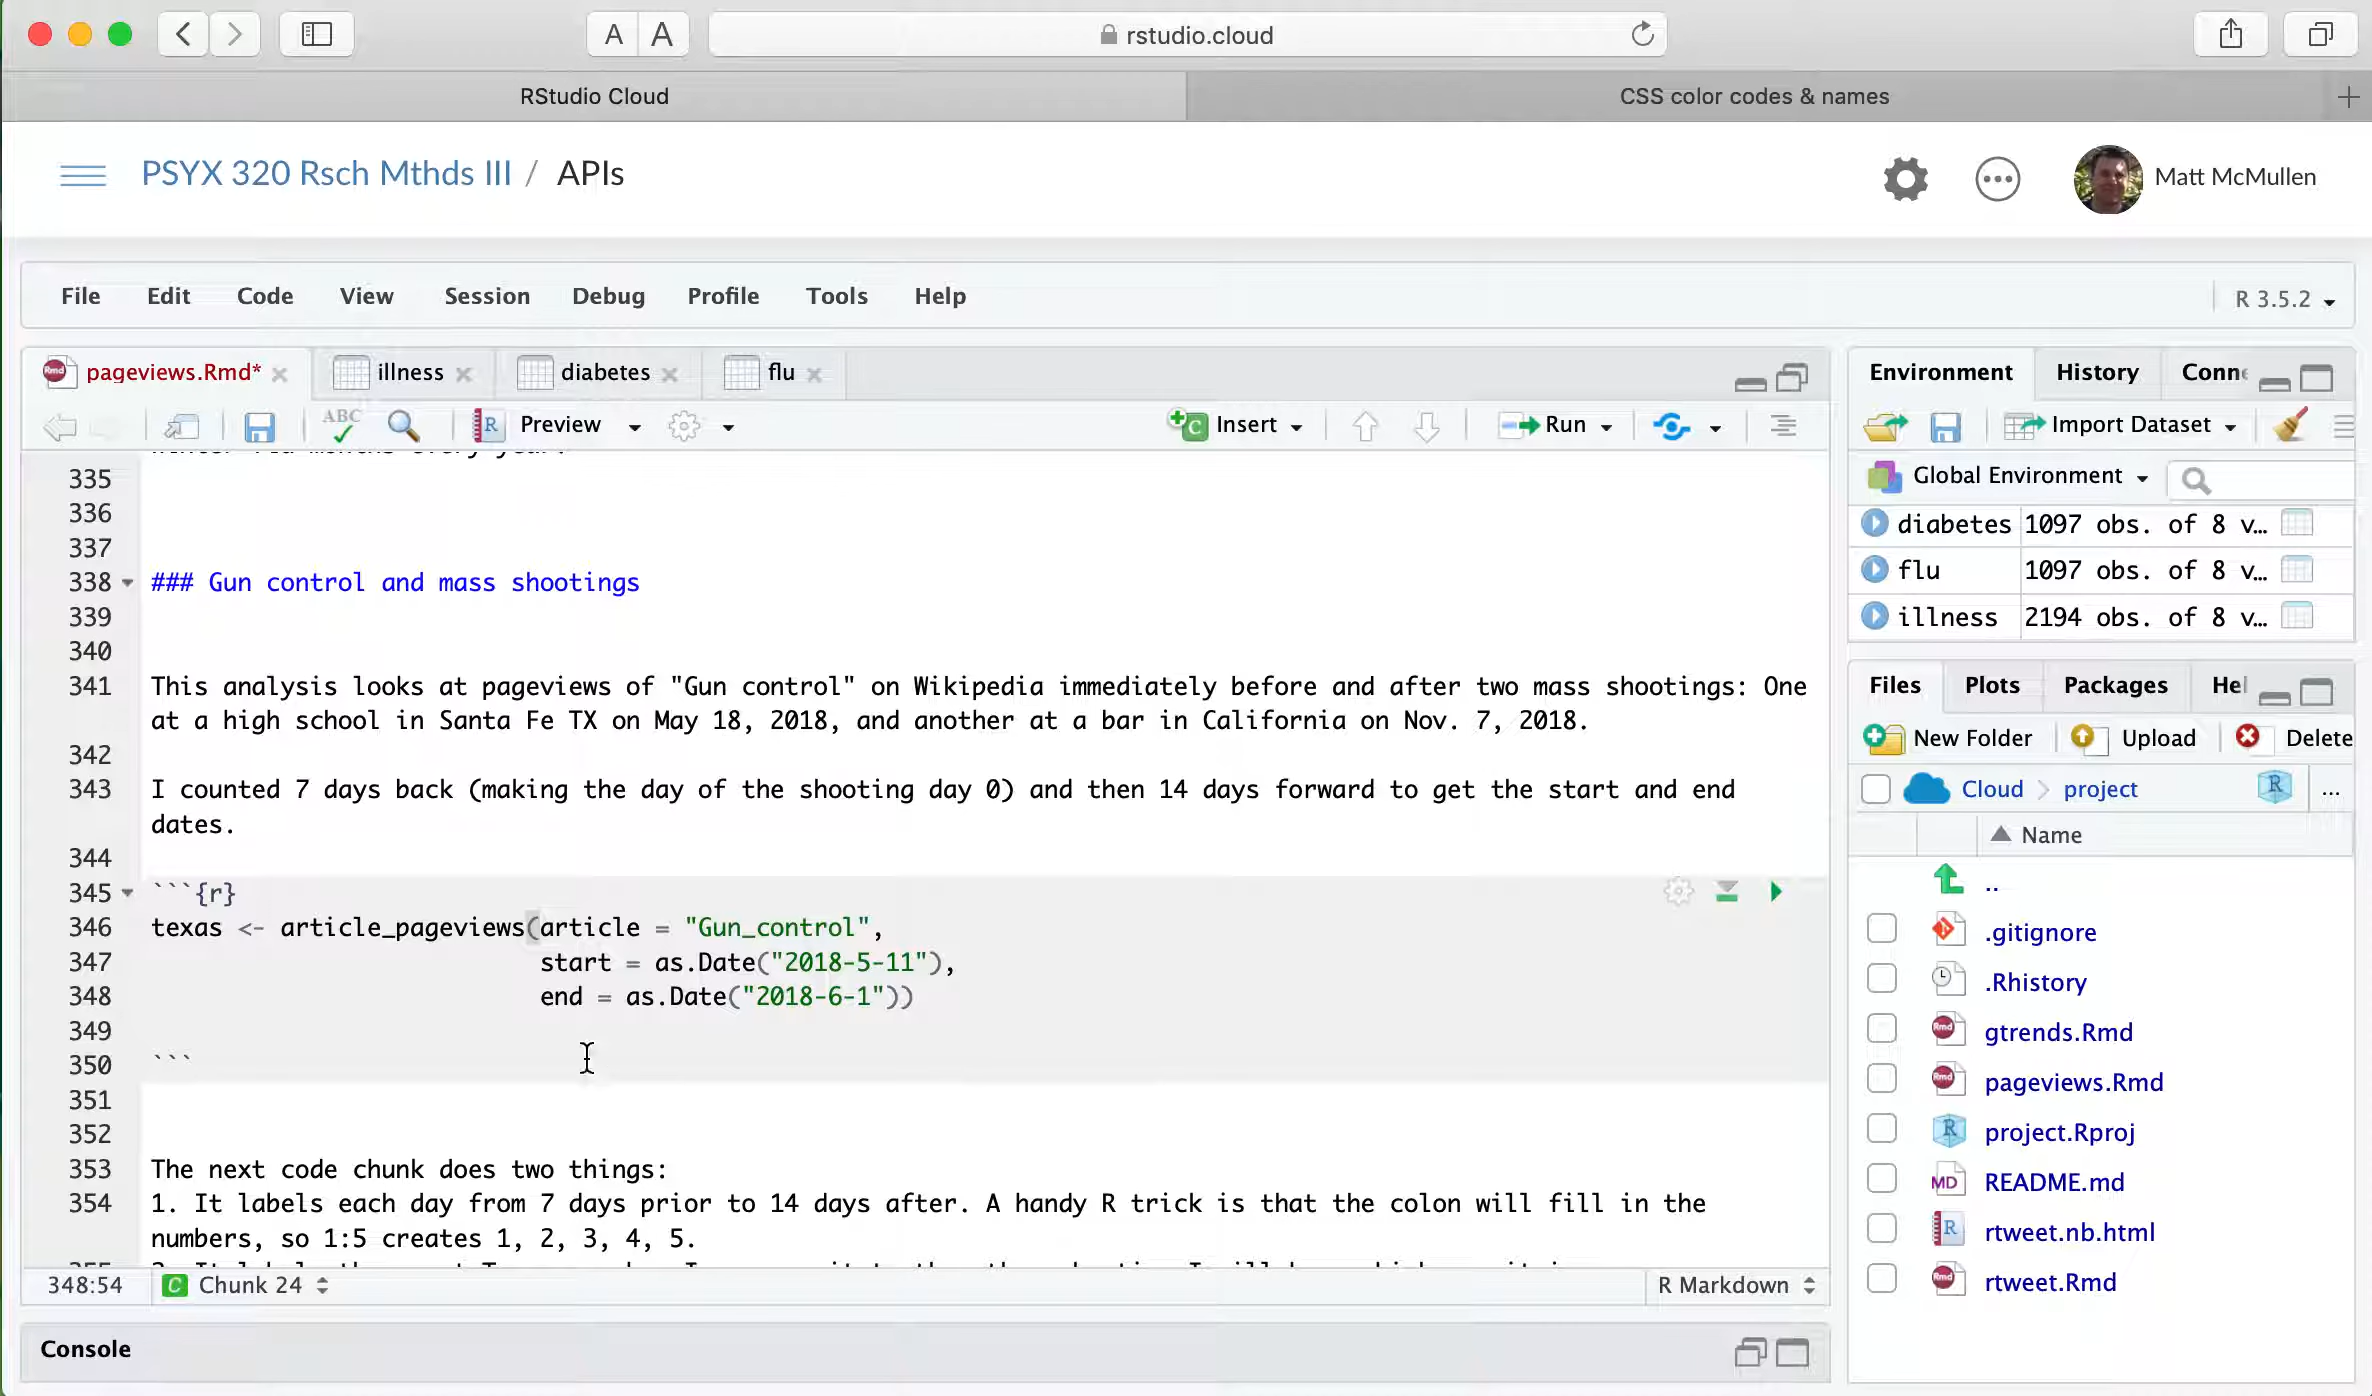 A A rstudio.cloud
RStudio Cloud CSS color codes & names
PSYX 320 Rsch Mthds III / APIs Matt McMullen
File Edit Code View Session Debug Profile Tools Help R 3.5.2
pageviews.Rmd* illness diabetes flu
ABC Preview Insert Run
335
336
337
338 ### Gun control and mass shootings
339
340
341 This analysis looks at pageviews of "Gun control" on Wikipedia immediately before and after two mass shootings: One
at a high school in Santa Fe TX on May 18, 2018, and another at a bar in California on Nov. 7, 2018.
342
343 I counted 7 days back (making the day of the shooting day 0) and then 14 days forward to get the start and end
dates.
344
345 ```{r}
346 texas <- article_pageviews(article = "Gun_control",
347 start = as.Date("2018-5-11"),
348 end = as.Date("2018-6-1"))
349
350 ```
351
352
353 The next code chunk does two things:
354 1. It labels each day from 7 days prior to 14 days after. A handy R trick is that the colon will fill in the
numbers, so 1:5 creates 1, 2, 3, 4, 5.
348:54 C Chunk 24 R Markdown
Console
Environment History Conne
Import Dataset
Global Environment
diabetes 1097 obs. of 8 v…
flu 1097 obs. of 8 v…
illness 2194 obs. of 8 v…
Files Plots Packages Hel
New Folder Upload Delete
Cloud project R ...
Name
..
.gitignore
.Rhistory
gtrends.Rmd
pageviews.Rmd
project.Rproj
README.md
rtweet.nb.html
rtweet.Rmd